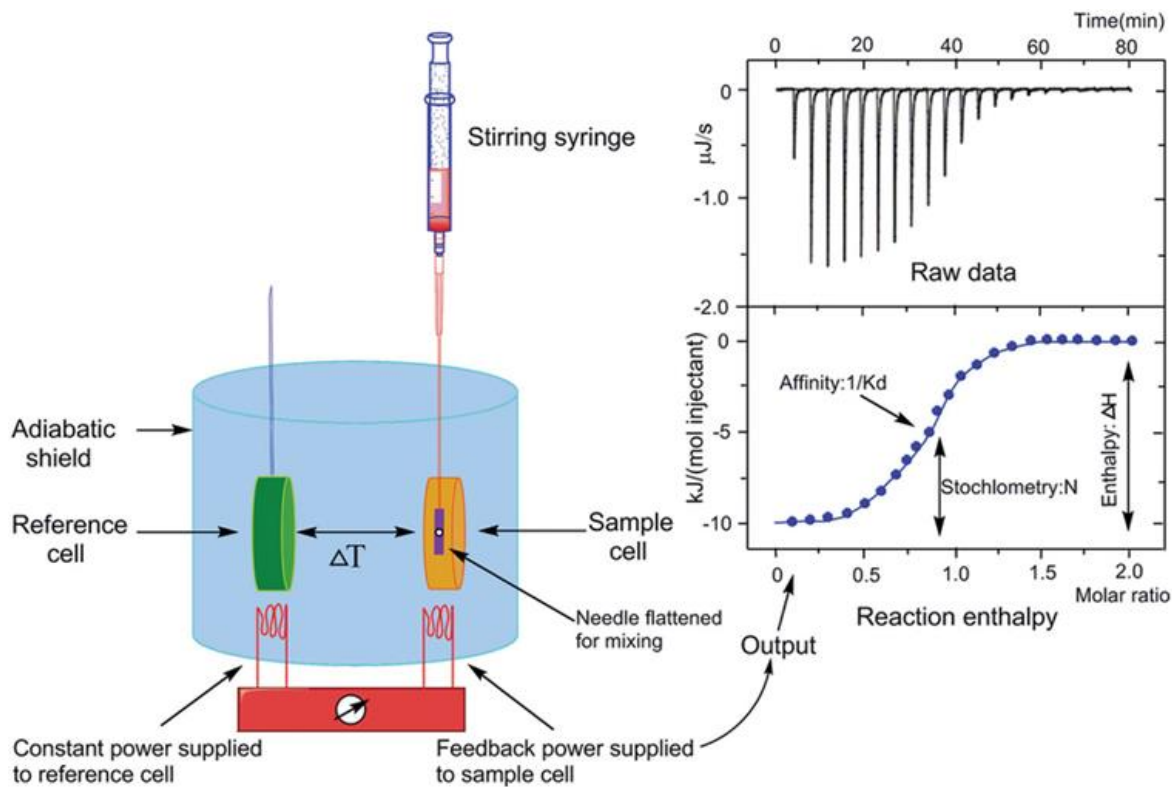 Stirring syringe
Adiabatic
shield
Reference
cell
ΔT
Sample
cell
Needle flattened
for mixing
Constant power supplied
to reference cell
Feedback power supplied
to sample cell
Output
Time(min)
0 20 40 60 80
0
-1.0
-2.0
μJ/s
Raw data
0
-5
-10
kJ/(mol injectant)
Affinity:1/Kd
Stochlometry:N
Enthalpy: ΔH
0 0.5 1.0 1.5 2.0
Molar ratio
Reaction enthalpy